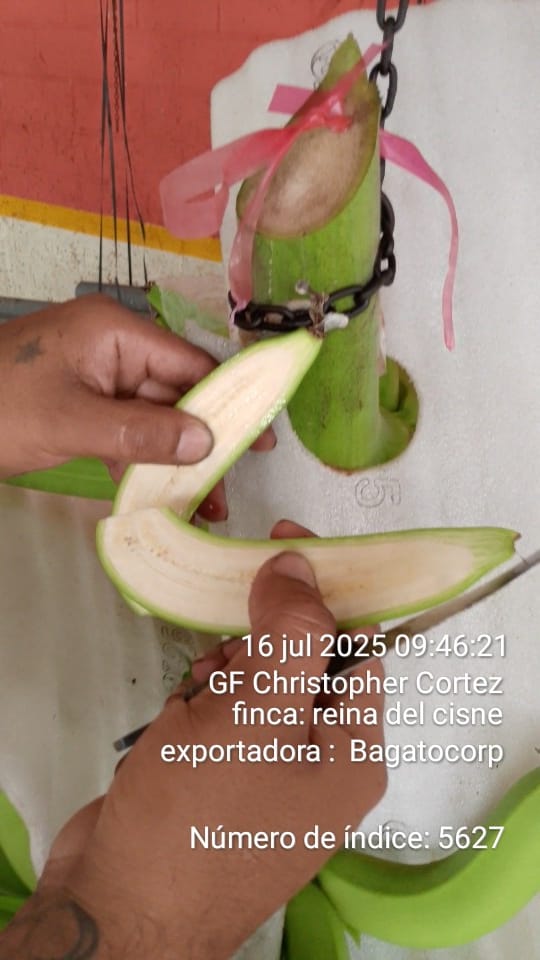 16 jul 2025 09:46:21
GF Christopher Cortez
finca: reina del cisne
exportadora : Bagatocorp
Número de índice: 5627